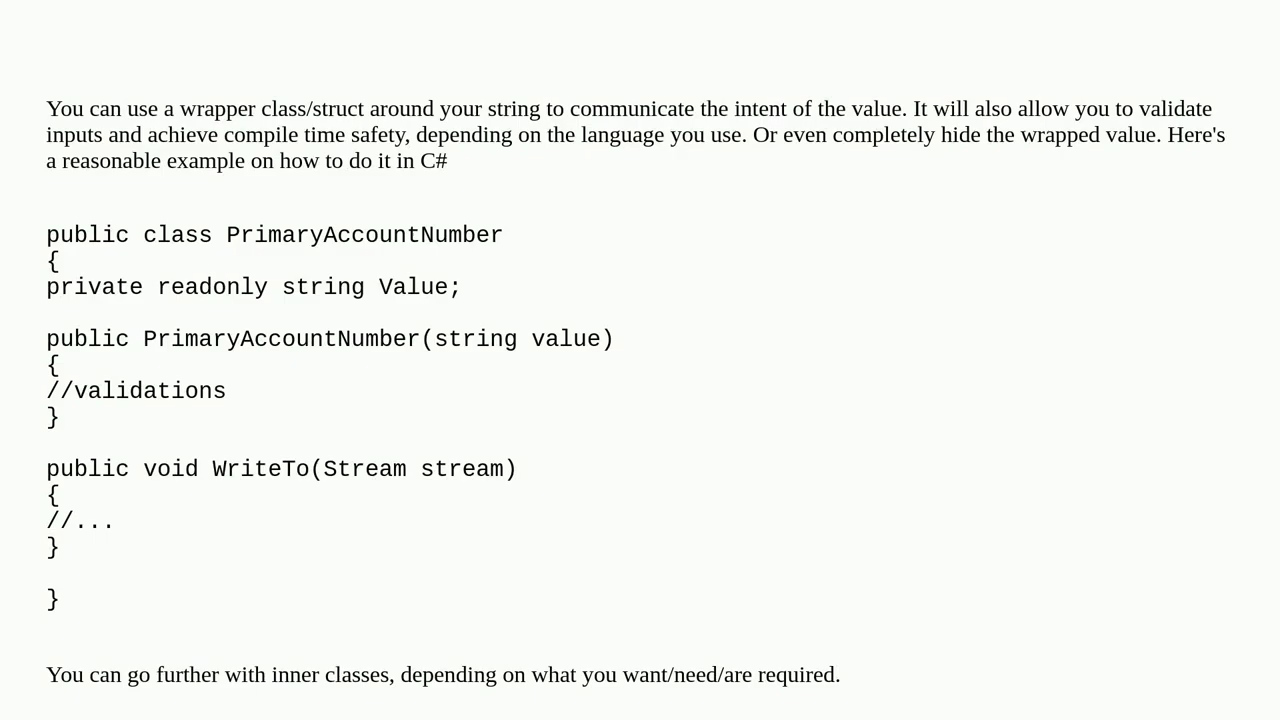 You can use a wrapper class/struct around your string to communicate the intent of the value. It will also allow you to validate
inputs and achieve compile time safety, depending on the language you use. Or even completely hide the wrapped value. Here's
a reasonable example on how to do it in C#
public class PrimaryAccountNumber
{
private readonly string Value;
public PrimaryAccountNumber(string value)
{
//validations
}
public void WriteTo(Stream stream)
{
//...
}
}
You can go further with inner classes, depending on what you want/need/are required.